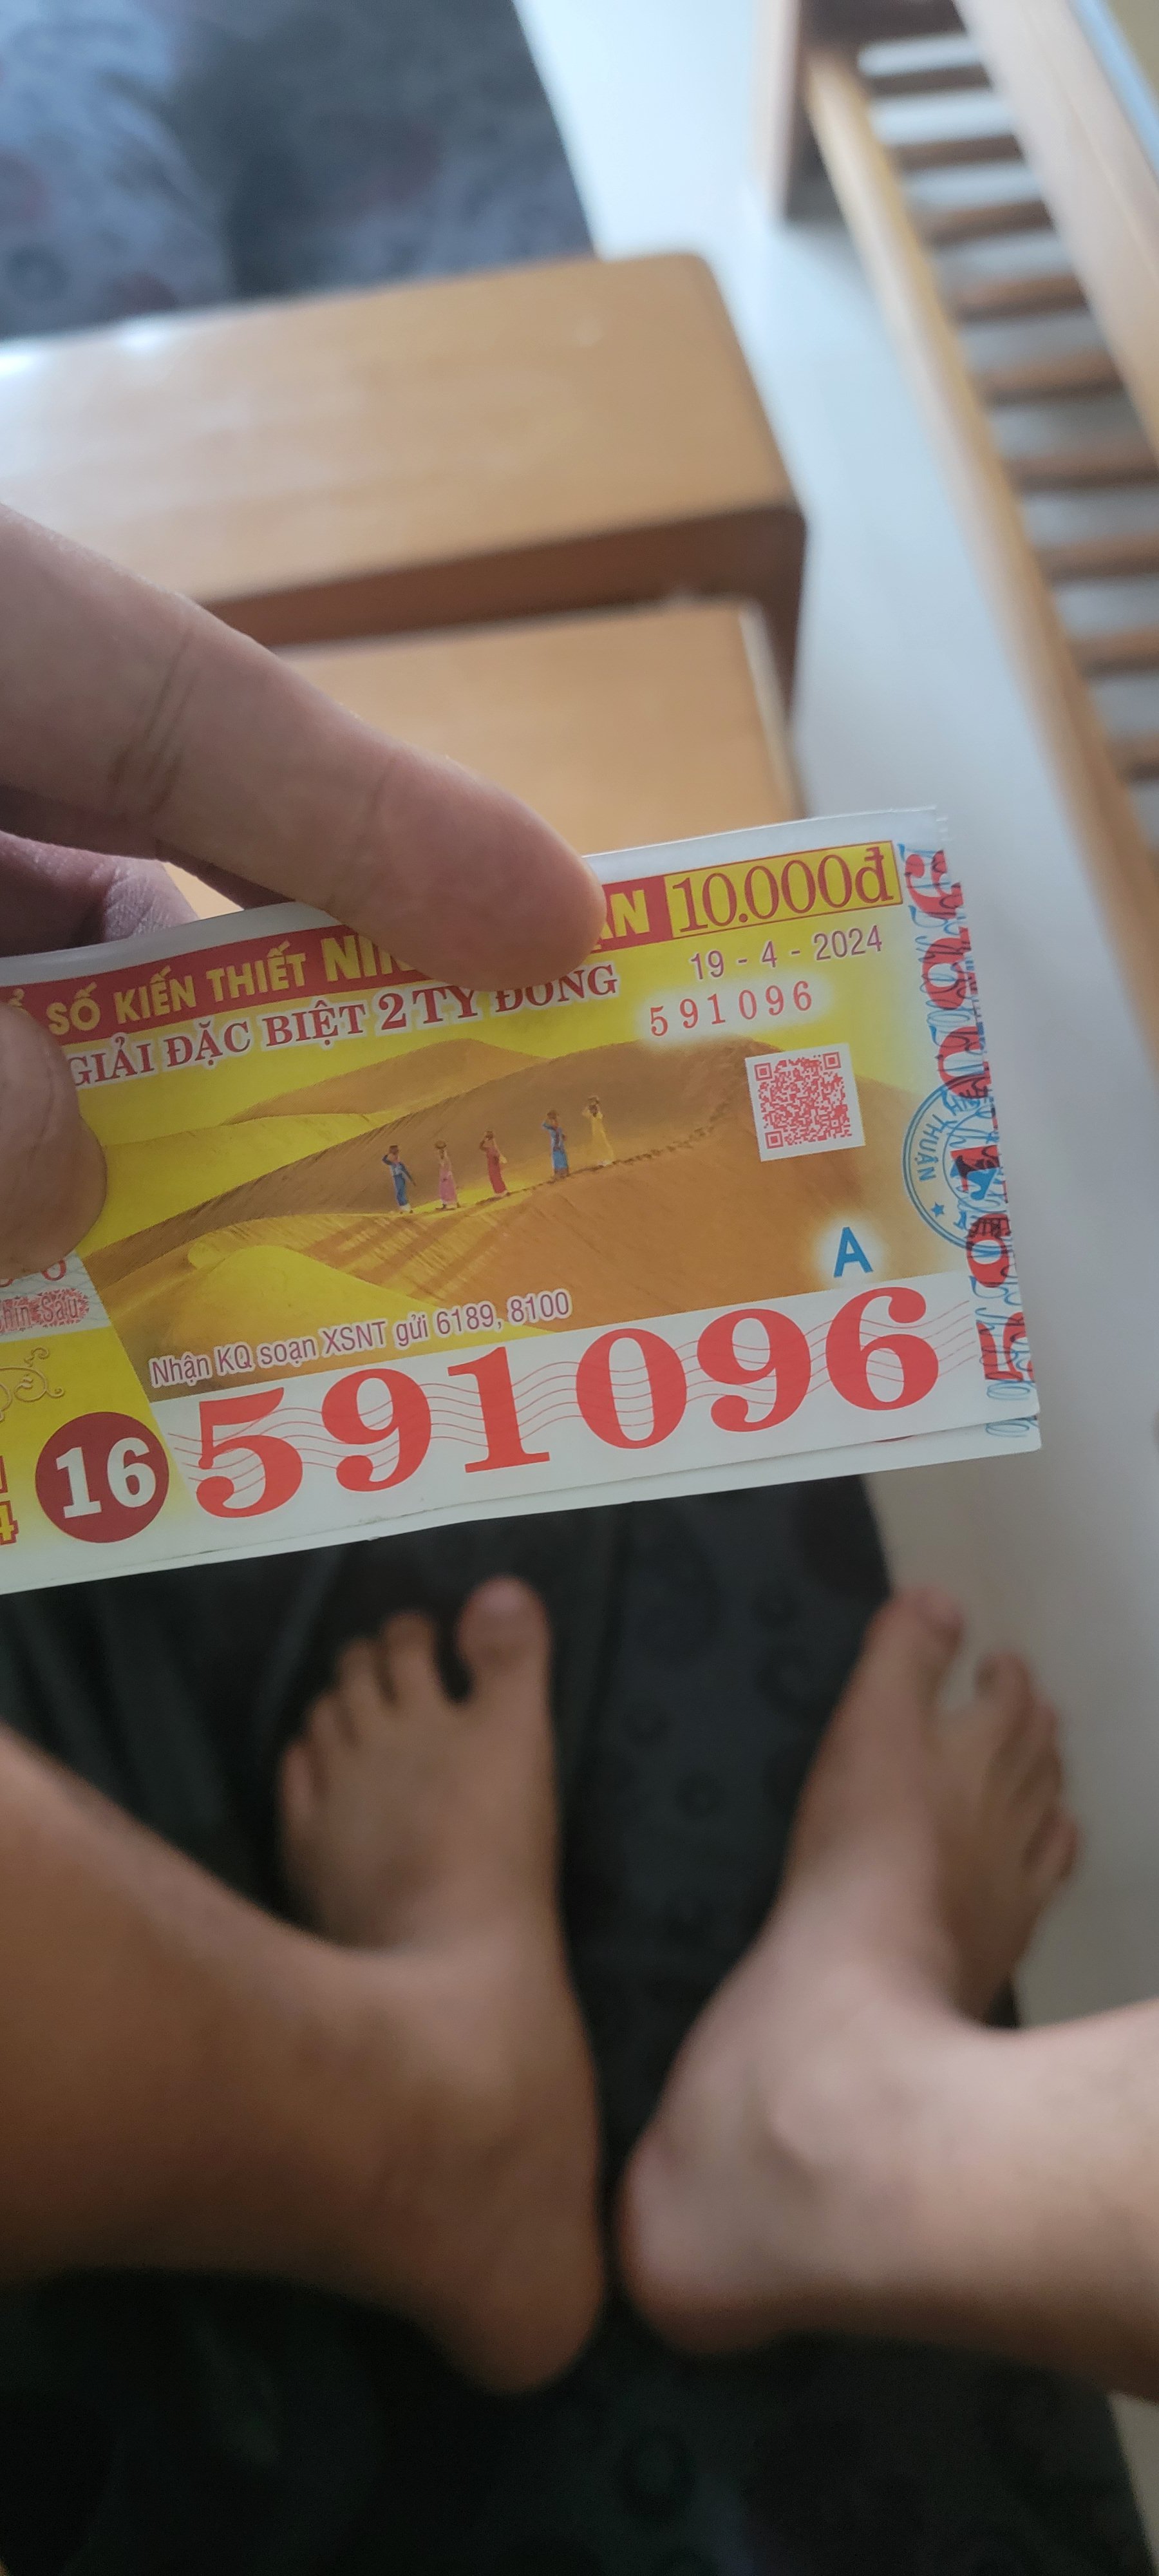 SỐ KIẾN THIẾT
10.000đ
GIẢI ĐẶC BIỆT 2 TỶ ĐỒNG
19 - 4 - 2024
591096
THUẬN
A
Nhận KQ soạn XSNT gửi 6189, 8100
16
591096